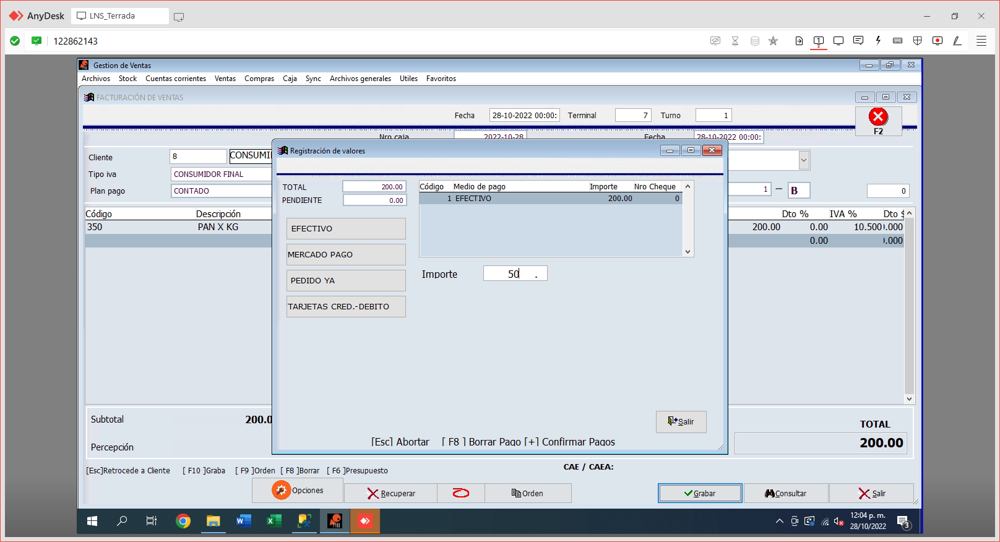 AnyDesk
LNS_Terrada
122862143
1
Gestion de Ventas
Archivos Stock Cuentas corrientes Ventas Compras Caja Sync Archivos generales Utiles Favoritos
FACTURACIÓN DE VENTAS
Fecha 28-10-2022 00:00: Terminal 7 Turno 1
F2
Nro caja 2022-10-28 Fecha 28-10-2022 00:00:
Cliente 8 CONSUMI
Tipo iva CONSUMIDOR FINAL
Plan pago CONTADO
1 – B 0
Código Descripción Dto % IVA % Dto $
350 PAN X KG 200.00 0.00 10.500 ).000
0.00 ).000
Registración de valores
TOTAL 200.00
PENDIENTE 0.00
Código Medio de pago Importe Nro Cheque
1 EFECTIVO 200.00 0
EFECTIVO
MERCADO PAGO
PEDIDO YA
TARJETAS CRED.-DEBITO
Importe 50 .
Salir
[Esc] Abortar [ F8 ] Borrar Pago [+] Confirmar Pagos
Subtotal 200.0
Percepción
TOTAL
200.00
[Esc]Retrocede a Cliente [ F10 ]Graba [ F9 ]Orden [ F8 ]Borrar [ F6 ]Presupuesto
CAE / CAEA:
Opciones Recuperar Orden Grabar Consultar Salir
12:04 p. m.
28/10/2022
3